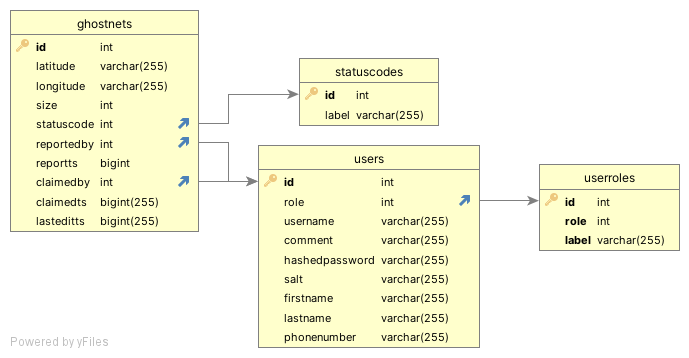 ghostnets
id int
latitude varchar(255)
longitude varchar(255)
size int
statuscode int
reportedby int
reportts bigint
claimedby int
claimedts bigint(255)
lasteditts bigint(255)
statuscodes
id int
label varchar(255)
users
id int
role int
username varchar(255)
comment varchar(255)
hashedpassword varchar(255)
salt varchar(255)
firstname varchar(255)
lastname varchar(255)
phonenumber varchar(255)
userroles
id int
role int
label varchar(255)
Powered by yFiles